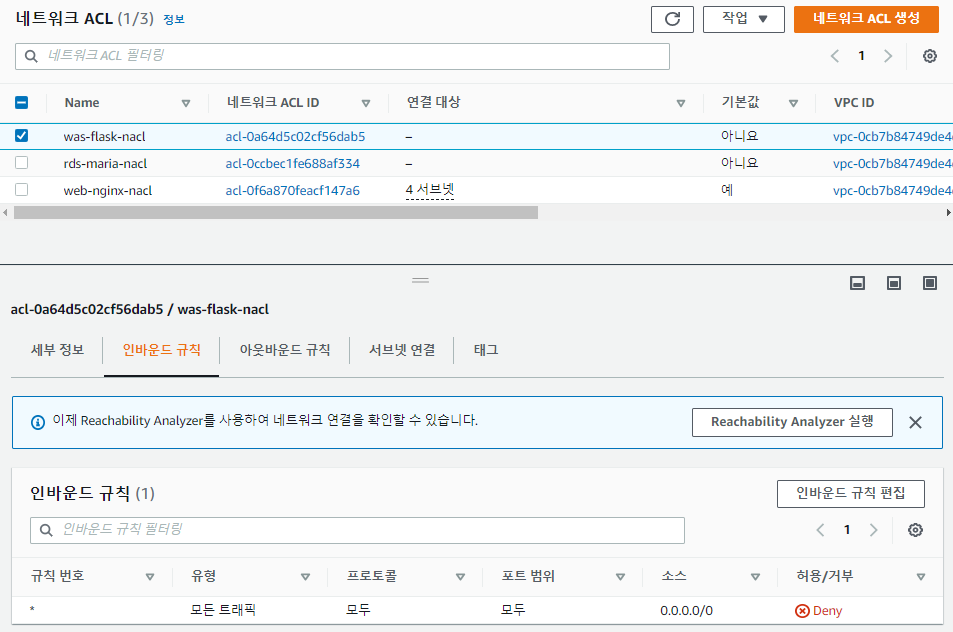 네트워크 ACL (1/3) 정보
작업 ▼
네트워크 ACL 생성
네트워크 ACL 필터링
1
Name
네트워크 ACL ID
연결 대상
기본값
VPC ID
was-flask-nacl acl-0a64d5c02cf56dab5 – 아니요 vpc-0cb7b84749de4
rds-maria-nacl acl-0ccbec1fe688af334 – 아니요 vpc-0cb7b84749de4
web-nginx-nacl acl-0f6a870feacf147a6 4 서브넷 예 vpc-0cb7b84749de4
acl-0a64d5c02cf56dab5 / was-flask-nacl
세부 정보
인바운드 규칙
아웃바운드 규칙
서브넷 연결
태그
이제 Reachability Analyzer를 사용하여 네트워크 연결을 확인할 수 있습니다.
Reachability Analyzer 실행
인바운드 규칙 (1)
인바운드 규칙 편집
인바운드 규칙 필터링
1
규칙 번호
유형
프로토콜
포트 범위
소스
허용/거부
* 모든 트래픽 모두 모두 0.0.0.0/0 Deny